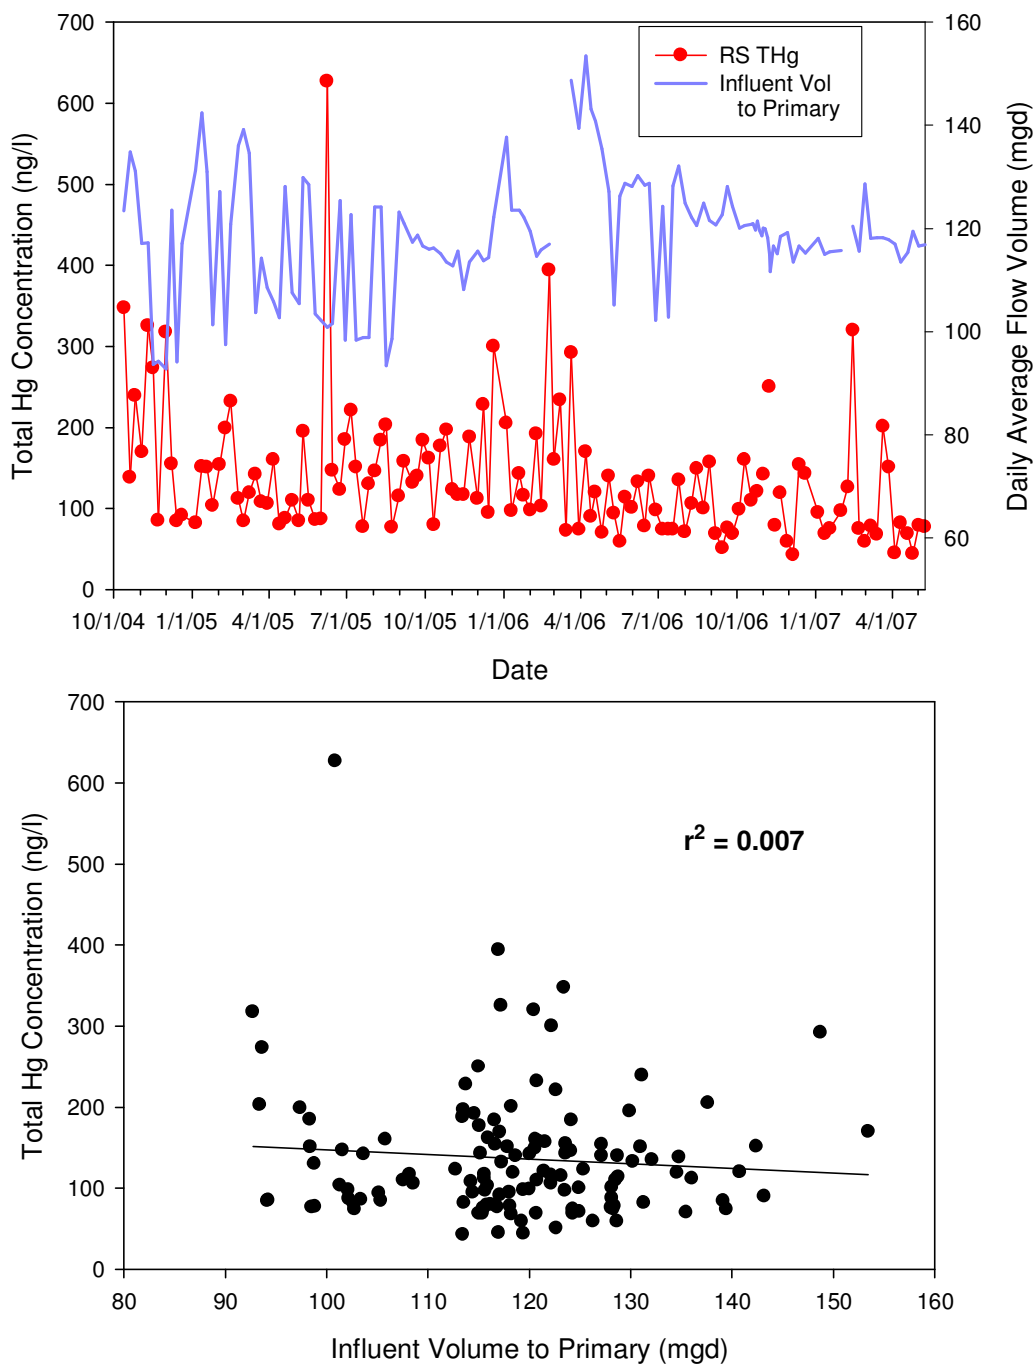 700
600
500
400
300
200
100
0
Total Hg Concentration (ng/l)
160
140
120
100
80
60
Daily Average Flow Volume (mgd)
RS THg
Influent Vol
to Primary
10/1/04 1/1/05 4/1/05 7/1/05 10/1/05 1/1/06 4/1/06 7/1/06 10/1/06 1/1/07 4/1/07
Date
700
600
500
400
300
200
100
0
Total Hg Concentration (ng/l)
r² = 0.007
80 90 100 110 120 130 140 150 160
Influent Volume to Primary (mgd)